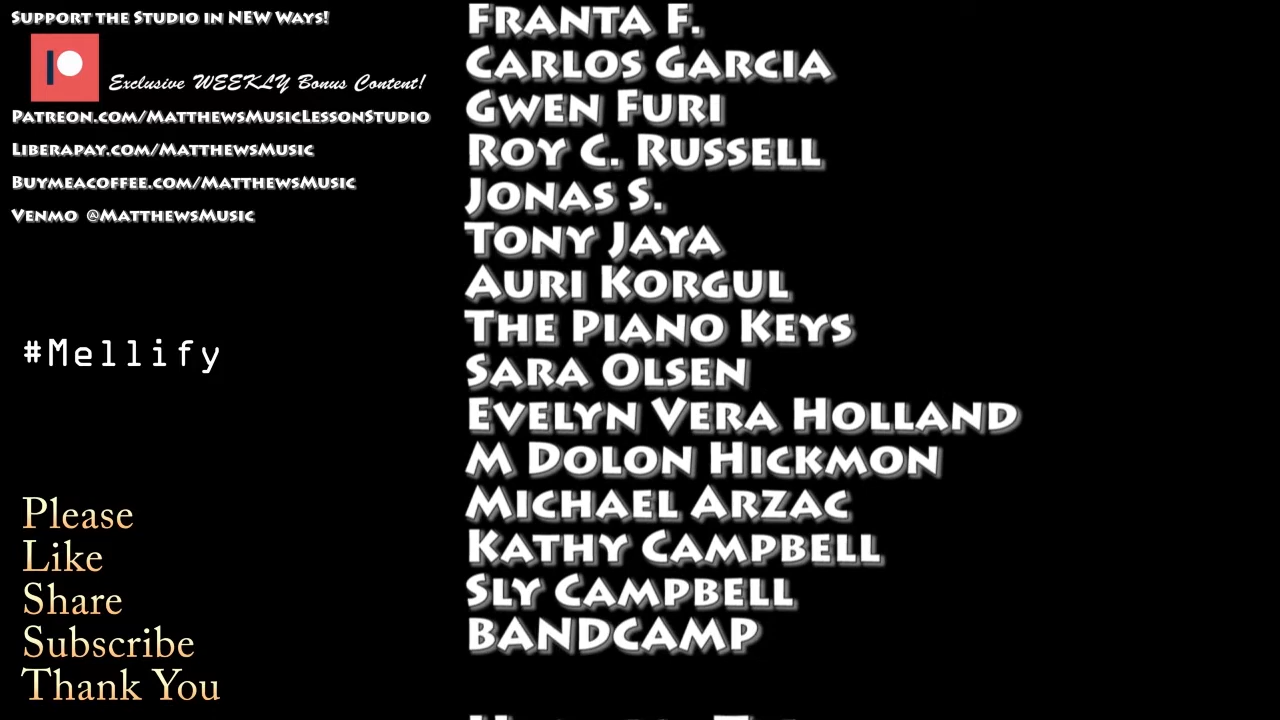 Support the Studio in NEW Ways!
Exclusive WEEKLY Bonus Content!
Patreon.com/MatthewsMusicLessonStudio
Liberapay.com/MatthewsMusic
Buymeacoffee.com/MatthewsMusic
Venmo @MatthewsMusic
#Mellify
Please
Like
Share
Subscribe
Thank You
Franta F.
Carlos Garcia
Gwen Furi
Roy C. Russell
Jonas S.
Tony Jaya
Auri Korgul
The Piano Keys
Sara Olsen
Evelyn Vera Holland
M Dolon Hickmon
Michael Arzac
Kathy Campbell
Sly Campbell
BANDCAMP